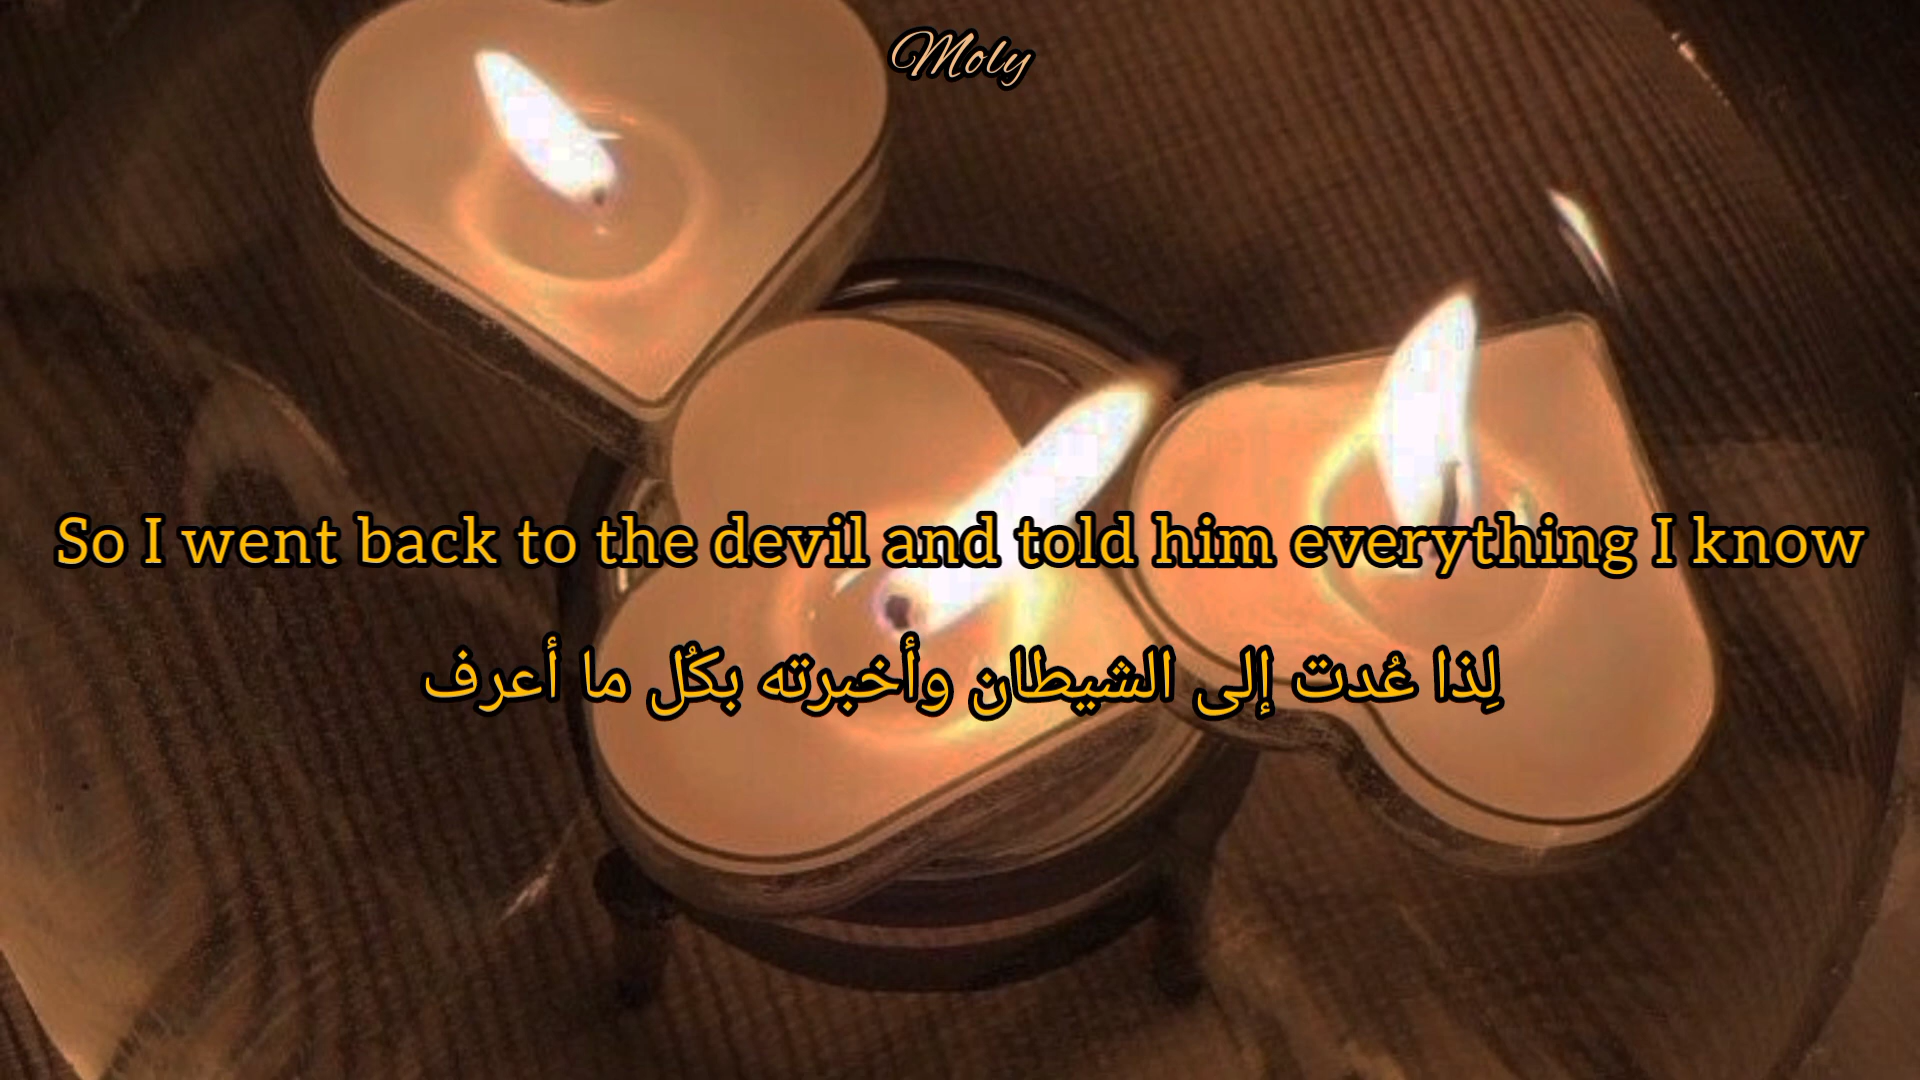 Moly
So I went back to the devil and told him everything I know
لِذا عُدت إلى الشيطان وأخبرته بكُل ما أعرف